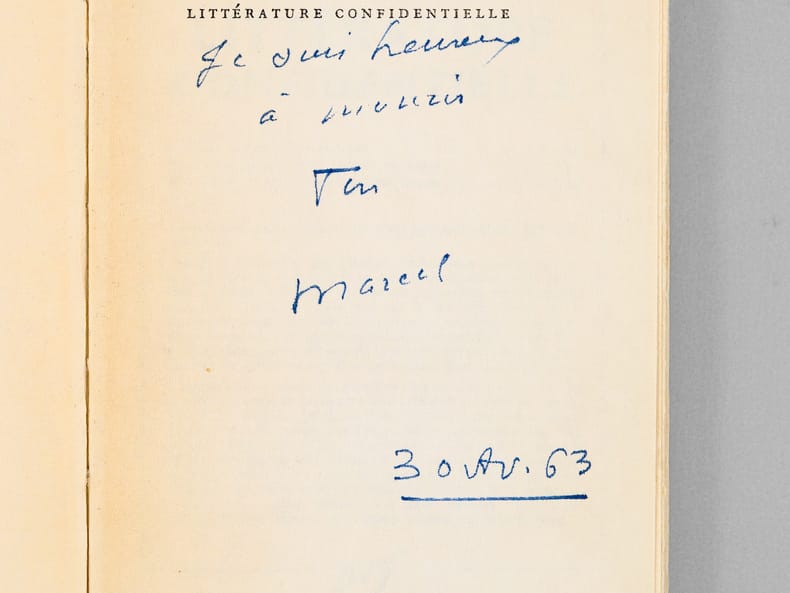 LITTÉRATURE CONFIDENTIELLE
Je suis heureux
à mourir
Ton
Marcel
30 Av. 63